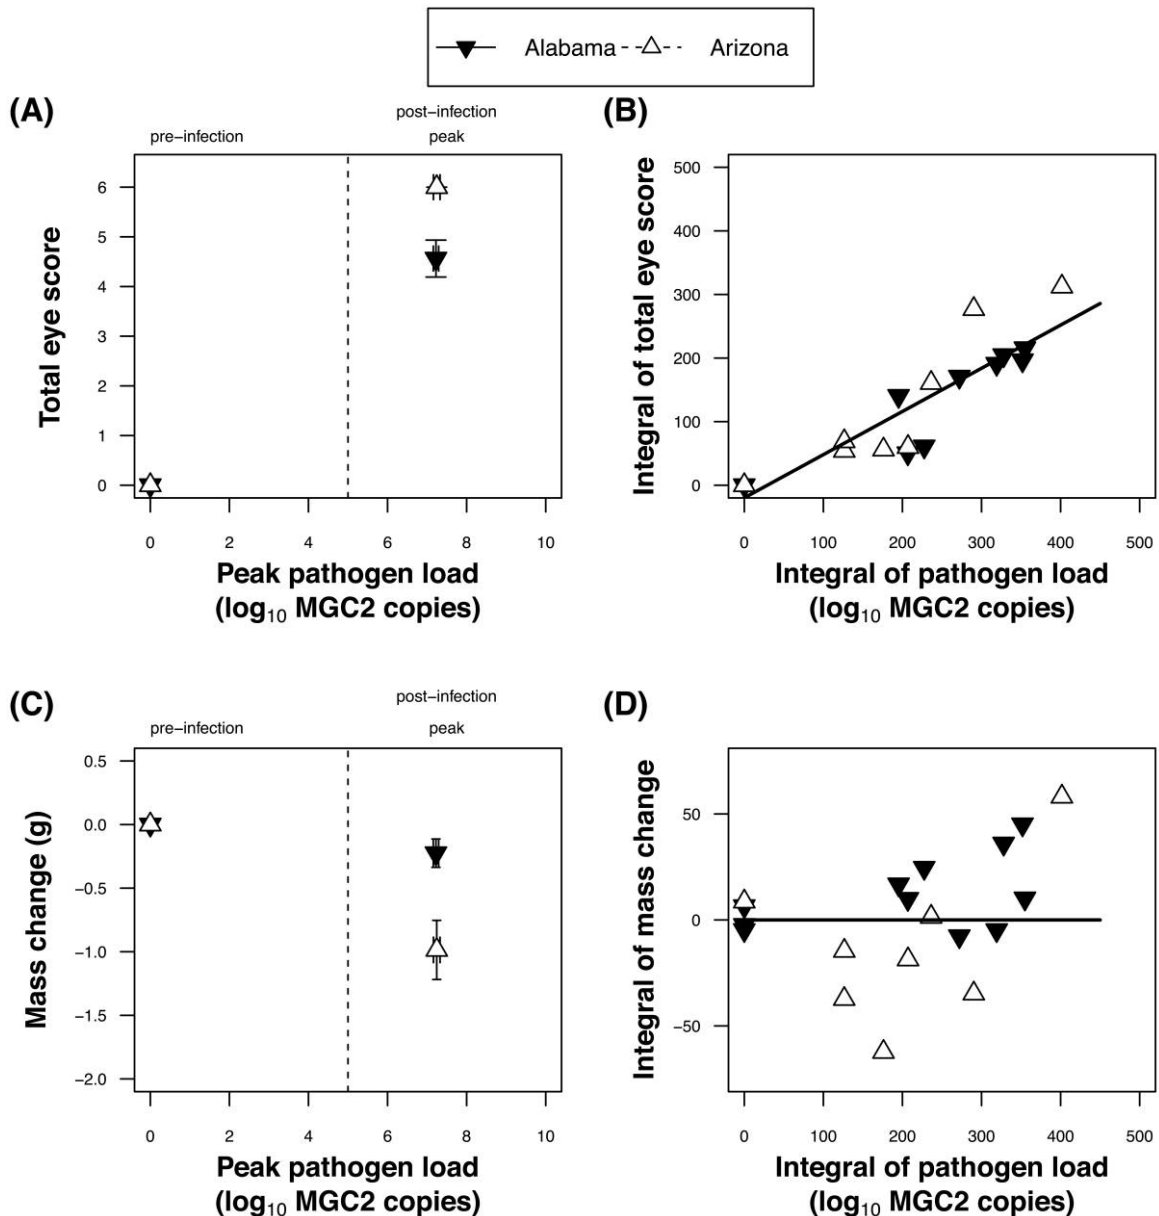 Alabama Arizona
(A)
post−infection
pre−infection peak
6
5
4
3
2
1
0
Total eye score
0 2 4 6 8 10
Peak pathogen load
(log10 MGC2 copies)
(B)
500
400
300
200
100
0
Integral of total eye score
0 100 200 300 400 500
Integral of pathogen load
(log10 MGC2 copies)
(C)
post−infection
pre−infection peak
0.5
0.0
−0.5
−1.0
−1.5
−2.0
Mass change (g)
0 2 4 6 8 10
Peak pathogen load
(log10 MGC2 copies)
(D)
50
0
−50
Integral of mass change
0 100 200 300 400 500
Integral of pathogen load
(log10 MGC2 copies)